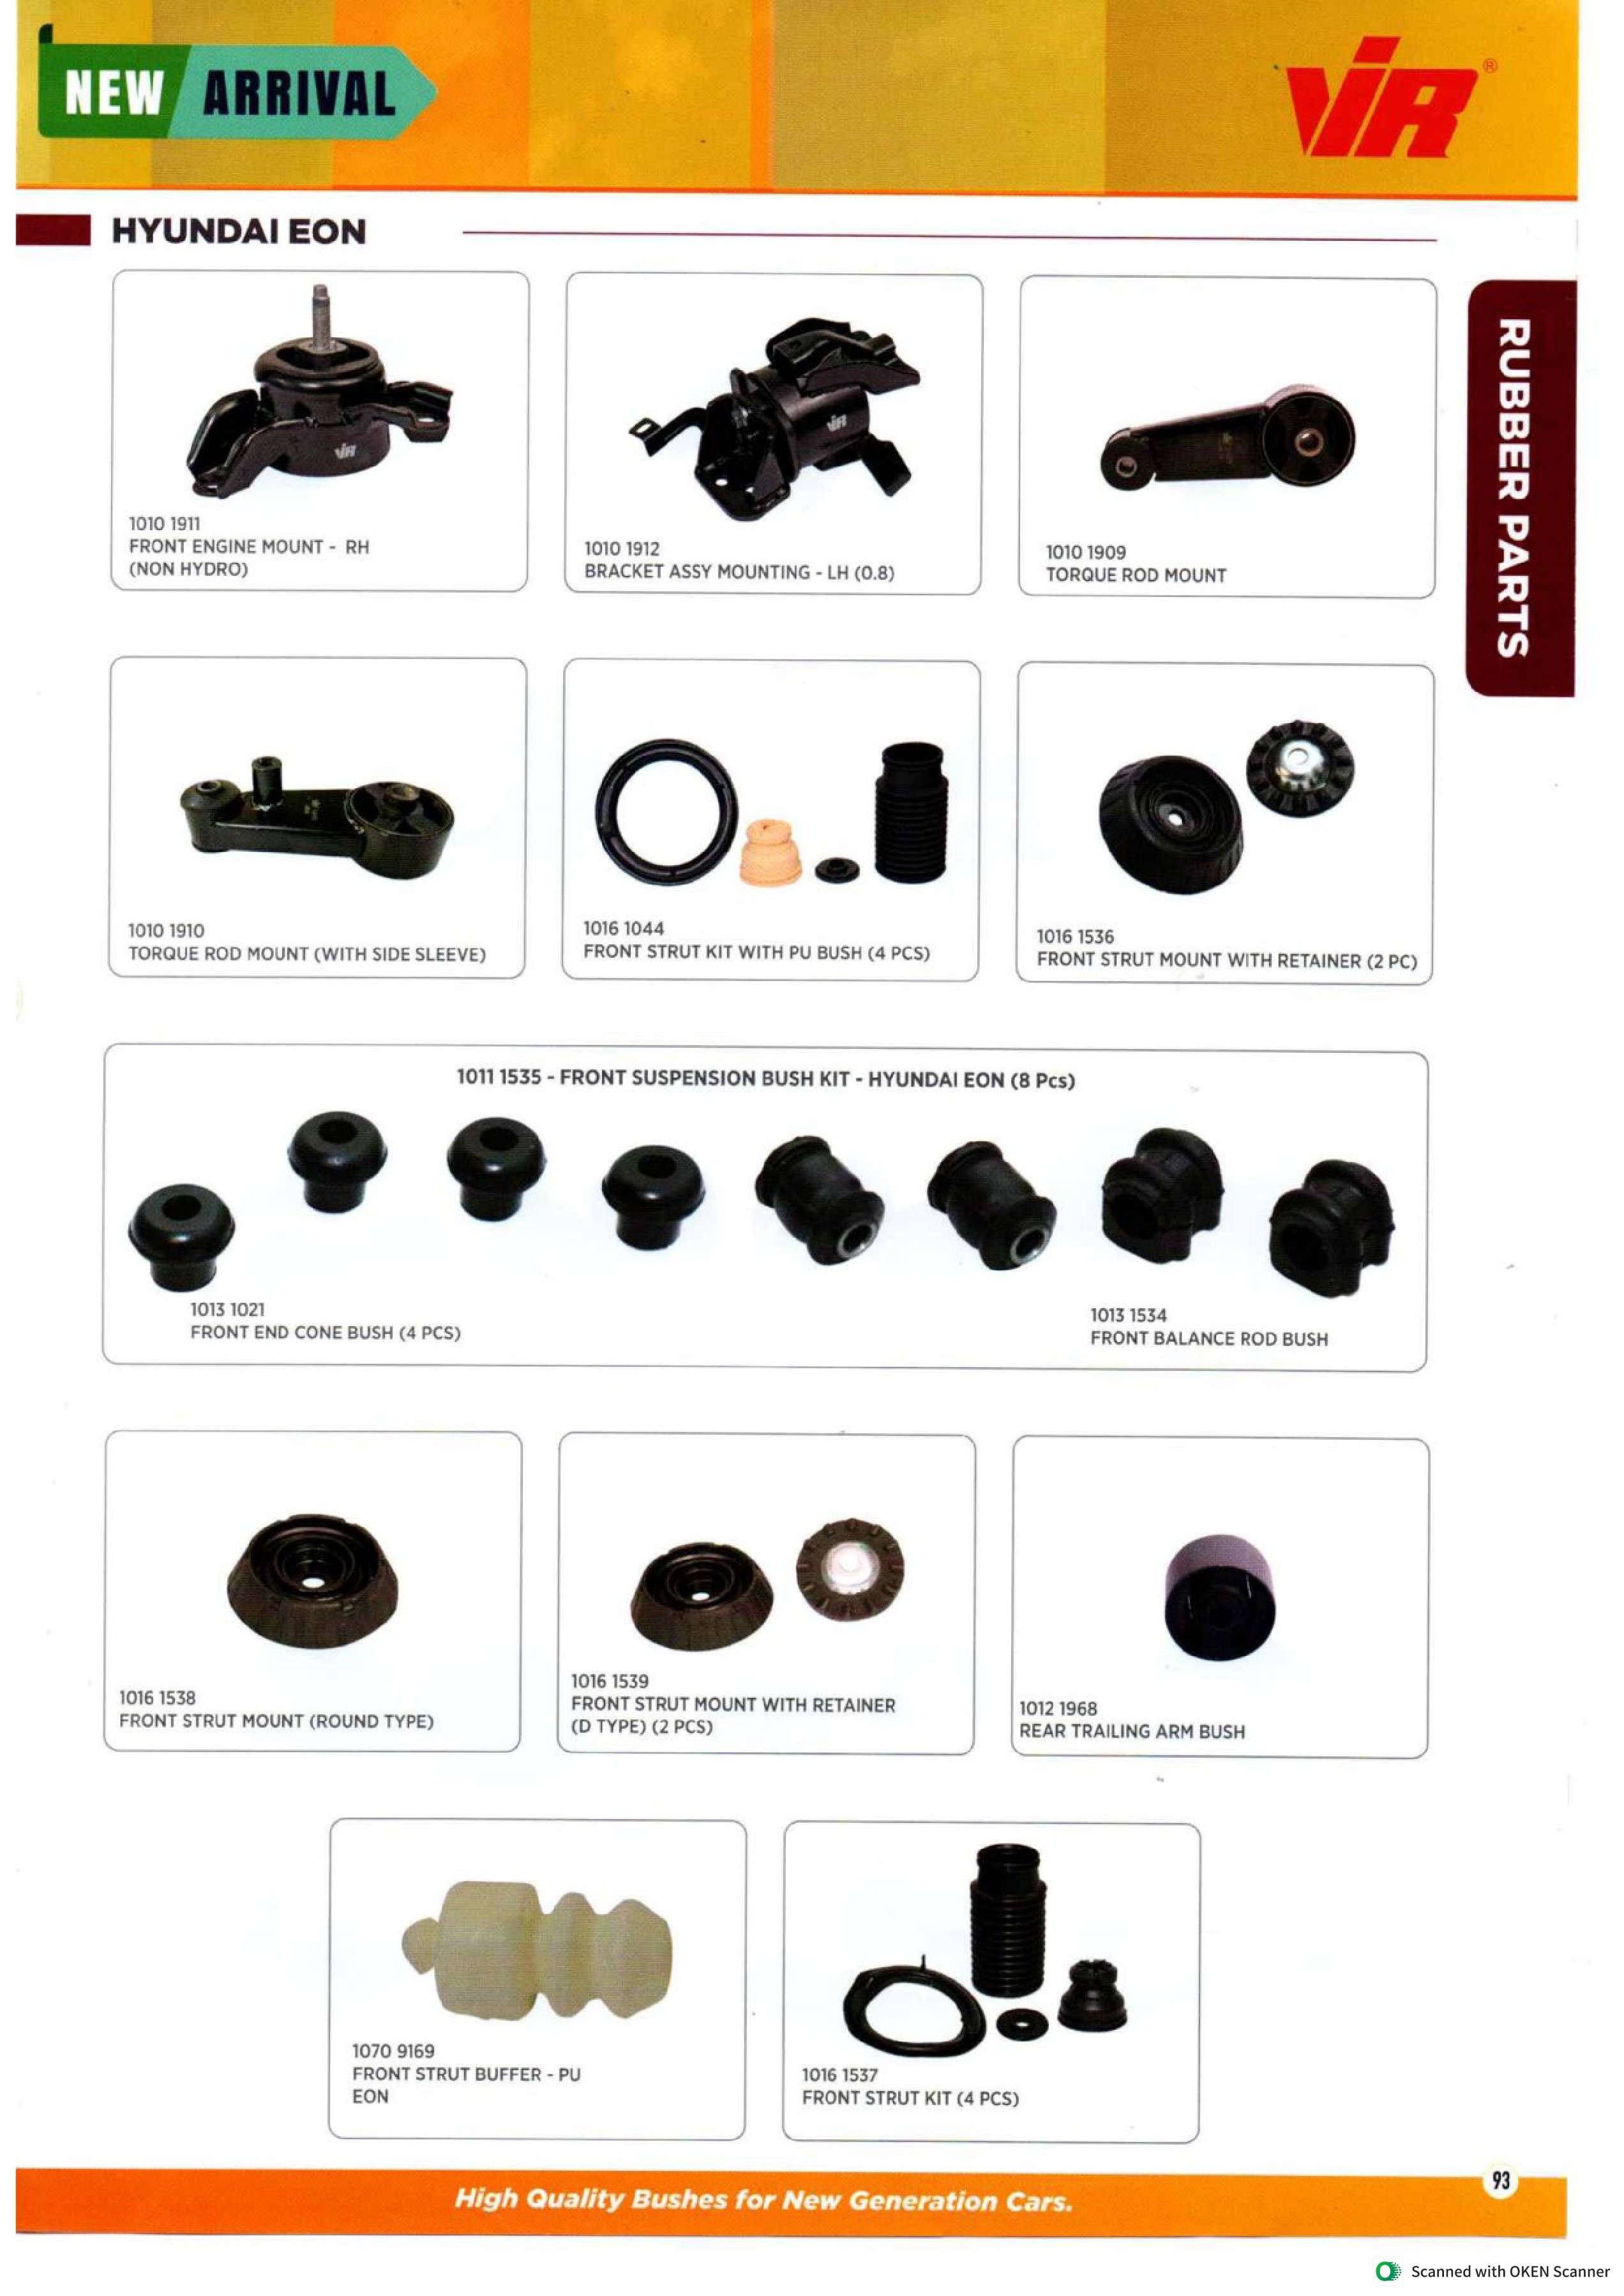 NEW ARRIVAL
ViR®
HYUNDAI EON
RUBBER PARTS
ViR
1010 1911
FRONT ENGINE MOUNT - RH
(NON HYDRO)
ViR
1010 1912
BRACKET ASSY MOUNTING - LH (0.8)
1010 1909
TORQUE ROD MOUNT
1010 1910
TORQUE ROD MOUNT (WITH SIDE SLEEVE)
1016 1044
FRONT STRUT KIT WITH PU BUSH (4 PCS)
1016 1536
FRONT STRUT MOUNT WITH RETAINER (2 PC)
1011 1535 - FRONT SUSPENSION BUSH KIT - HYUNDAI EON (8 Pcs)
1013 1021
FRONT END CONE BUSH (4 PCS)
1013 1534
FRONT BALANCE ROD BUSH
1016 1538
FRONT STRUT MOUNT (ROUND TYPE)
1016 1539
FRONT STRUT MOUNT WITH RETAINER
(D TYPE) (2 PCS)
1012 1968
REAR TRAILING ARM BUSH
1070 9169
FRONT STRUT BUFFER - PU
EON
1016 1537
FRONT STRUT KIT (4 PCS)
93
High Quality Bushes for New Generation Cars.
Scanned with OKEN Scanner